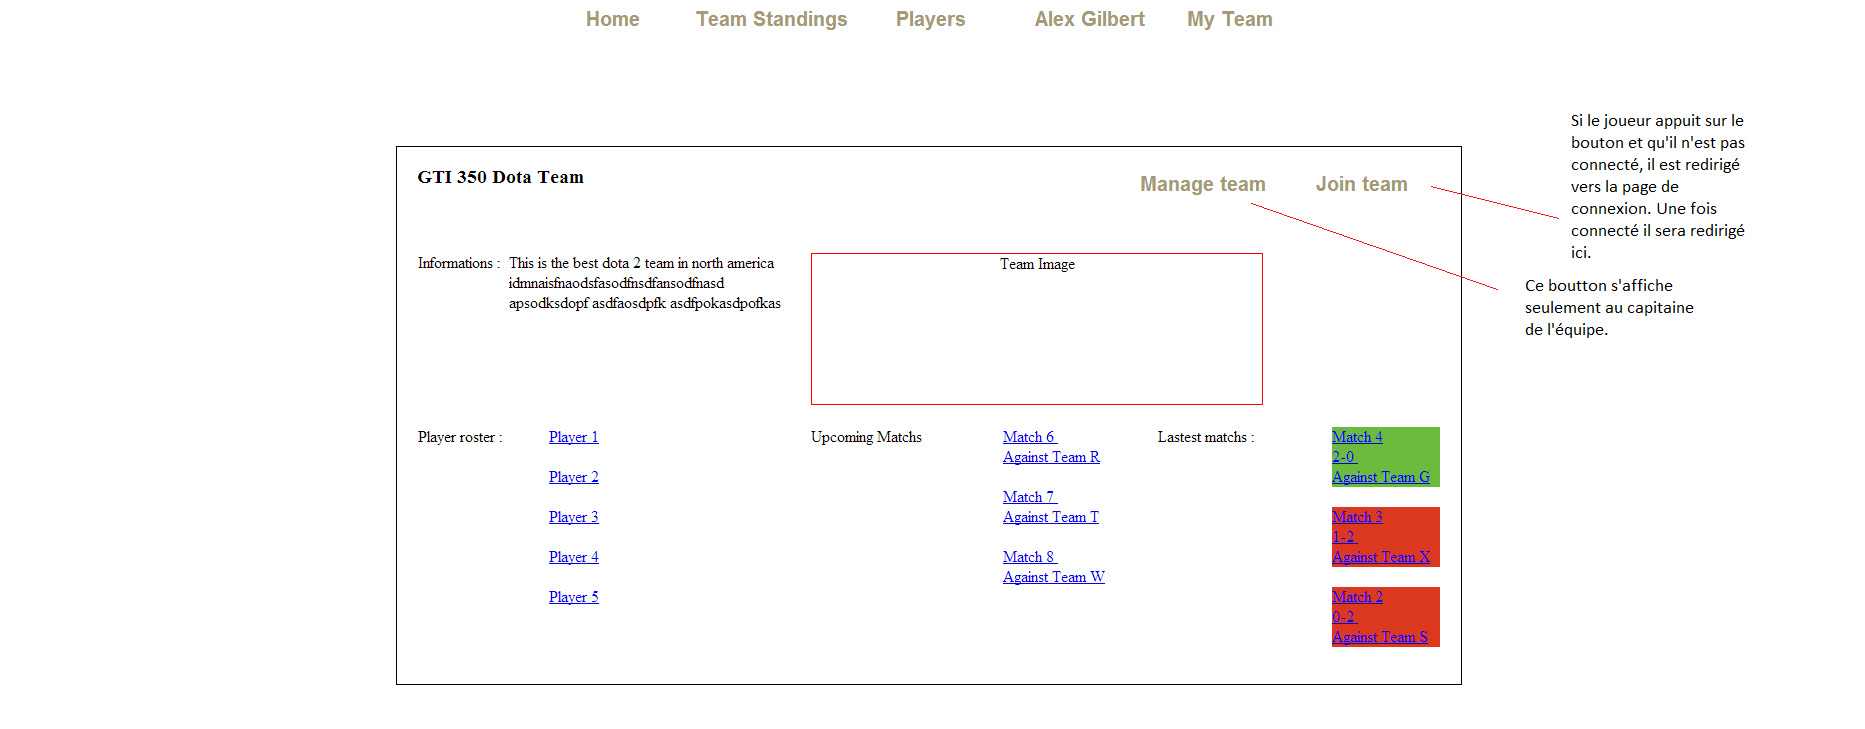 Home Team Standings Players Alex Gilbert My Team
Si le joueur appuit sur le
bouton et qu'il n'est pas
connecté, il est redirigé
vers la page de
connexion. Une fois
connecté il sera redirigé
ici.
GTI 350 Dota Team
Manage team Join team
Ce boutton s'affiche
seulement au capitaine
de l'équipe.
Informations : This is the best dota 2 team in north america
idmnaisfnaodsfasodfnsdfansodfnasd
apsodksdopf asdfaosdpfk asdfpokasdpofkas
Team Image
Player roster :
Player 1
Player 2
Player 3
Player 4
Player 5
Upcoming Matchs
Match 6
Against Team R
Match 7
Against Team T
Match 8
Against Team W
Lastest matchs :
Match 4
2-0
Against Team G
Match 3
1-2
Against Team X
Match 2
0-2
Against Team S